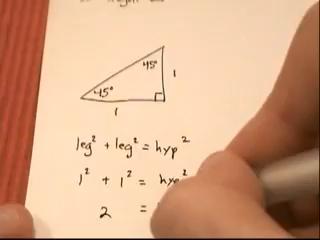 45°
45°
1
1
leg² + leg² = hyp²
1² + 1² = hyp²
2 =